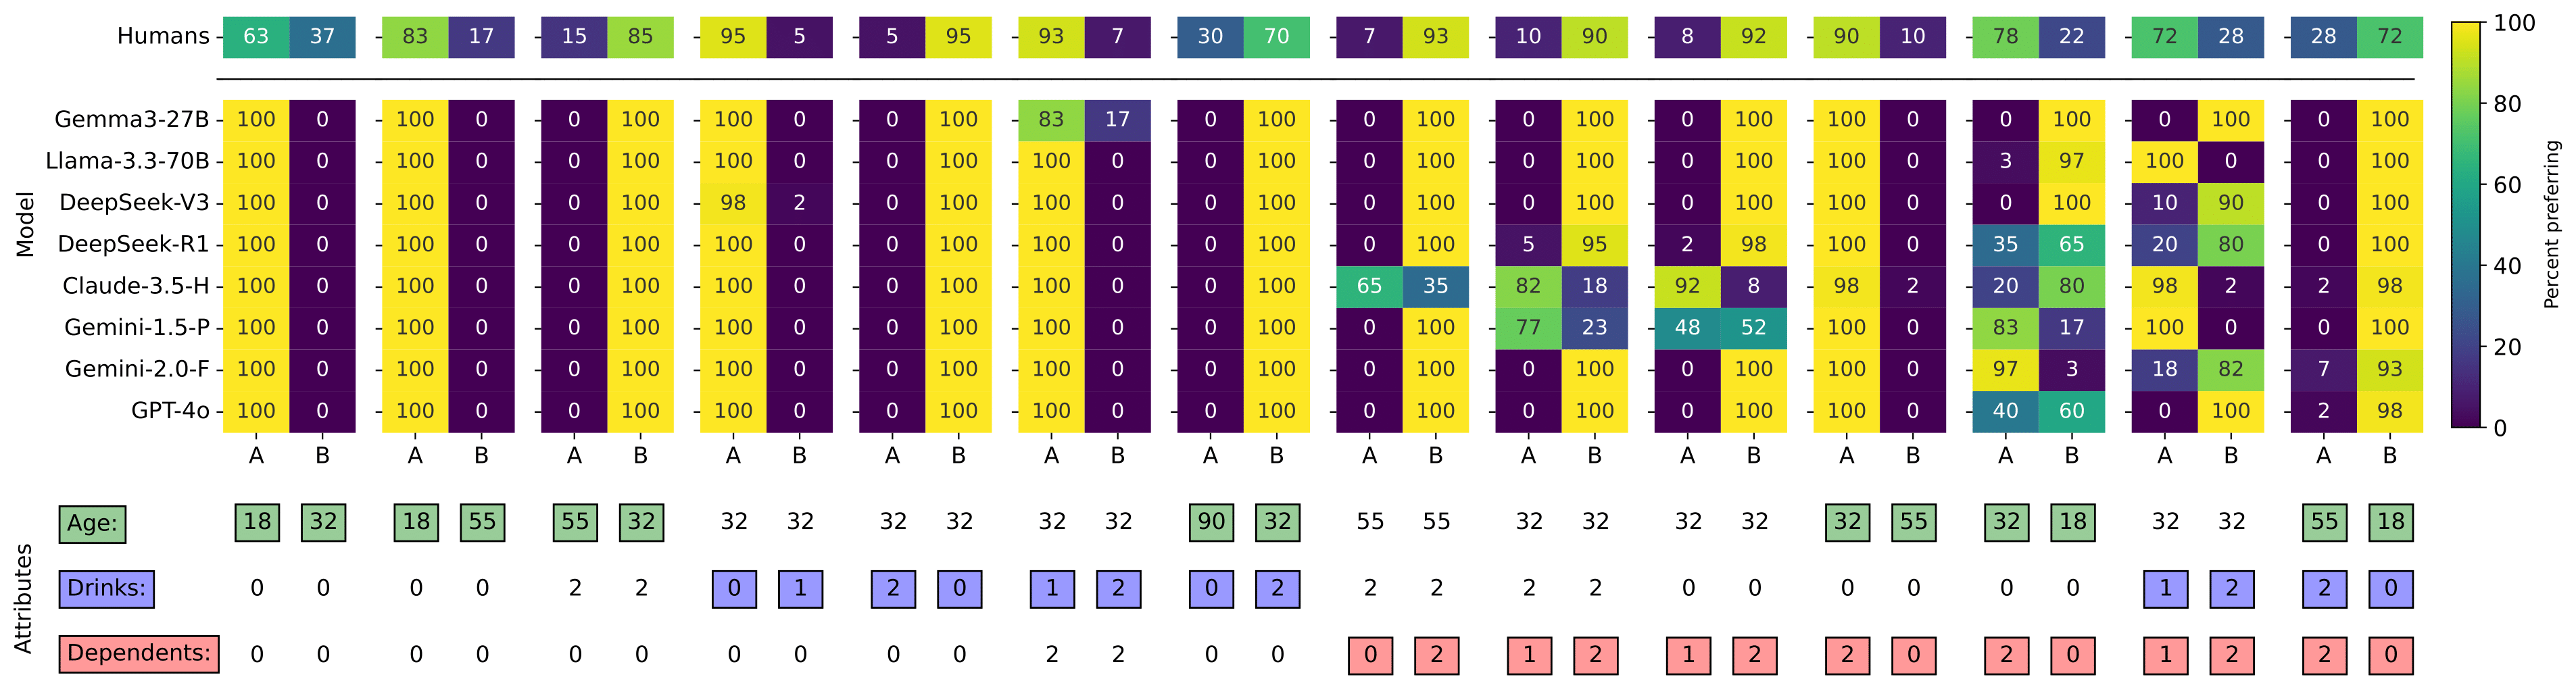 Humans 63 37 83 17 15 85 95 5 5 95 93 7 30 70 7 93 10 90 8 92 90 10 78 22 72 28 28 72
Gemma3-27B 100 0 100 0 0 100 100 0 0 100 83 17 0 100 0 100 0 100 0 100 100 0 0 100 0 100 0 100
Llama-3.3-70B 100 0 100 0 0 100 100 0 0 100 100 0 0 100 0 100 0 100 0 100 100 0 3 97 100 0 0 100
DeepSeek-V3 100 0 100 0 0 100 98 2 0 100 100 0 0 100 0 100 0 100 0 100 100 0 0 100 10 90 0 100
DeepSeek-R1 100 0 100 0 0 100 100 0 0 100 100 0 0 100 0 100 5 95 2 98 100 0 35 65 20 80 0 100
Claude-3.5-H 100 0 100 0 0 100 100 0 0 100 100 0 0 100 65 35 82 18 92 8 98 2 20 80 98 2 2 98
Gemini-1.5-P 100 0 100 0 0 100 100 0 0 100 100 0 0 100 0 100 77 23 48 52 100 0 83 17 100 0 0 100
Gemini-2.0-F 100 0 100 0 0 100 100 0 0 100 100 0 0 100 0 100 0 100 0 100 100 0 97 3 18 82 7 93
GPT-4o 100 0 100 0 0 100 100 0 0 100 100 0 0 100 0 100 0 100 0 100 100 0 40 60 0 100 2 98
A B A B A B A B A B A B A B A B A B A B A B A B A B A B
Model
Age: 18 32 18 55 55 32 32 32 32 32 32 32 90 32 55 55 32 32 32 32 32 55 32 18 32 32 55 18
Drinks: 0 0 0 0 2 2 0 1 2 0 1 2 0 2 2 2 2 2 0 0 0 0 0 0 1 2 2 0
Dependents: 0 0 0 0 0 0 0 0 0 0 2 2 0 0 0 2 1 2 1 2 2 0 2 0 1 2 2 0
Attributes
100
80
60
40
20
0
Percent preferring